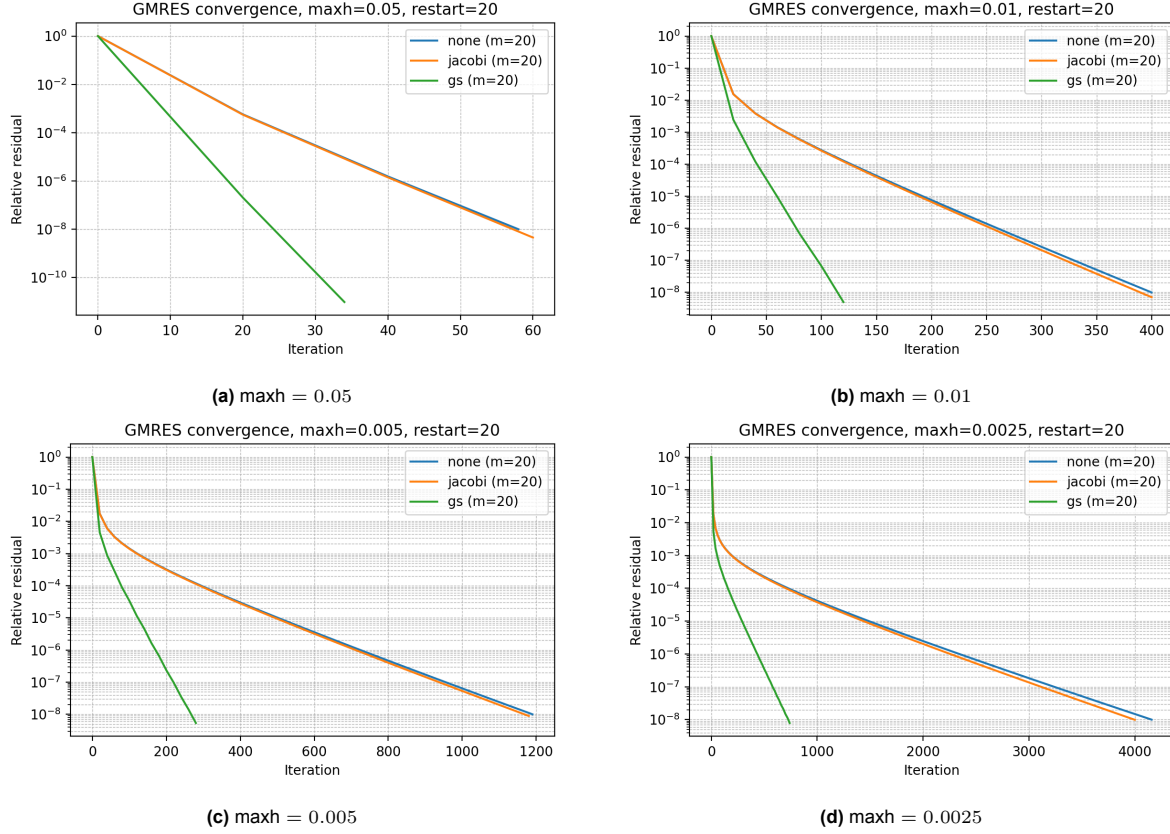 GMRES convergence, maxh=0.05, restart=20
10⁰
10⁻²
10⁻⁴
10⁻⁶
10⁻⁸
10⁻¹⁰
Relative residual
none (m=20)
jacobi (m=20)
gs (m=20)
0 10 20 30 40 50 60
Iteration
(a) maxh = 0.05
GMRES convergence, maxh=0.01, restart=20
10⁰
10⁻¹
10⁻²
10⁻³
10⁻⁴
10⁻⁵
10⁻⁶
10⁻⁷
10⁻⁸
Relative residual
none (m=20)
jacobi (m=20)
gs (m=20)
0 50 100 150 200 250 300 350 400
Iteration
(b) maxh = 0.01
GMRES convergence, maxh=0.005, restart=20
10⁰
10⁻¹
10⁻²
10⁻³
10⁻⁴
10⁻⁵
10⁻⁶
10⁻⁷
10⁻⁸
Relative residual
none (m=20)
jacobi (m=20)
gs (m=20)
0 200 400 600 800 1000 1200
Iteration
(c) maxh = 0.005
GMRES convergence, maxh=0.0025, restart=20
10⁰
10⁻¹
10⁻²
10⁻³
10⁻⁴
10⁻⁵
10⁻⁶
10⁻⁷
10⁻⁸
Relative residual
none (m=20)
jacobi (m=20)
gs (m=20)
0 1000 2000 3000 4000
Iteration
(d) maxh = 0.0025